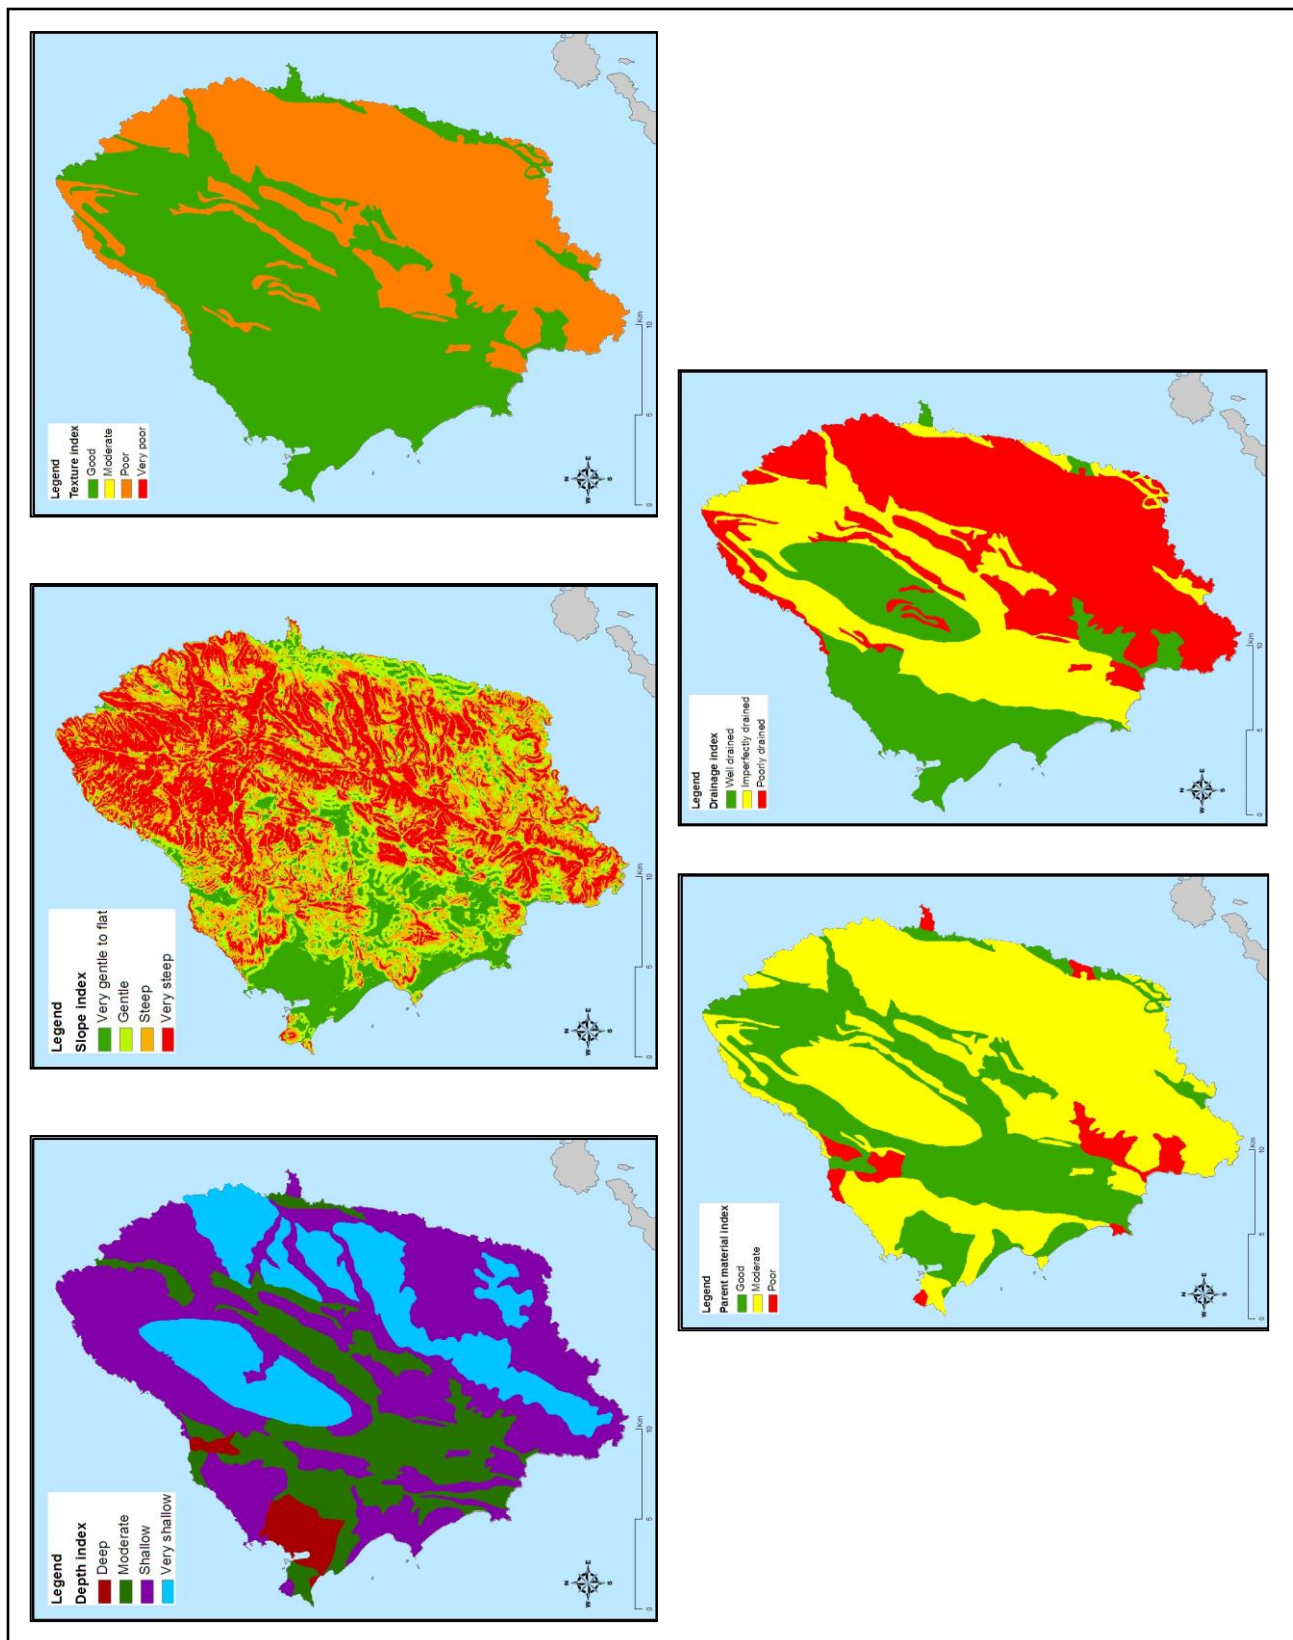 Legend
Depth index
Deep
Moderate
Shallow
Very shallow
N
W E
S
0 5 10 Km
Legend
Slope index
Very gentle to flat
Gentle
Steep
Very steep
N
W E
S
0 5 10 Km
Legend
Texture index
Good
Moderate
Poor
Very poor
N
W E
S
0 5 10 Km
Legend
Parent material index
Good
Moderate
Poor
N
W E
S
0 5 10 Km
Legend
Drainage index
Well drained
Imperfectly drained
Poorly drained
N
W E
S
0 5 10 Km